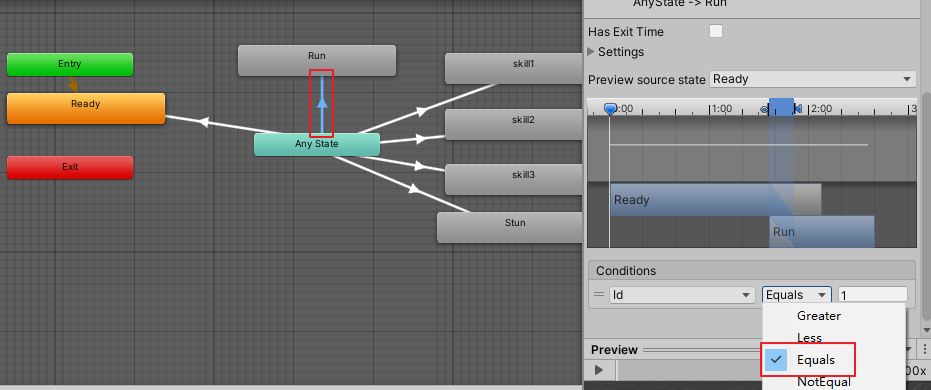 AnyState -> Run
Has Exit Time
Settings
Preview source state Ready
0:00 1:00 2:00 3
Ready
Run
Conditions
Id Equals 1
Greater
Less
Equals
NotEqual
Preview
00x
Entry
Ready
Exit
Run
Any State
skill1
skill2
skill3
Stun